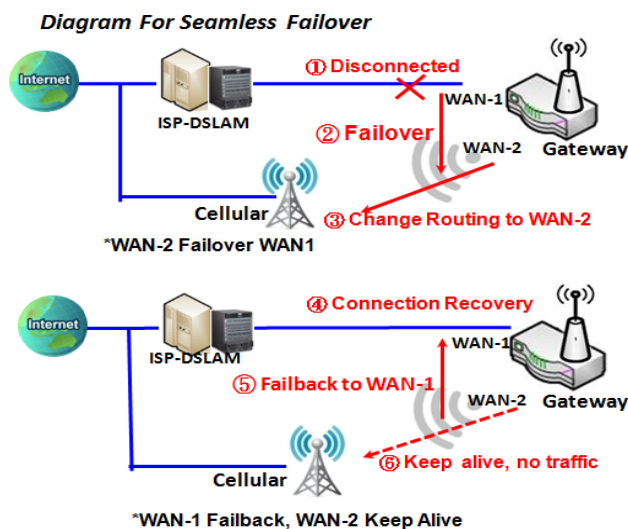 Diagram For Seamless Failover
Internet
ISP-DSLAM
① Disconnected
WAN-1
② Failover
WAN-2
Gateway
Cellular
③ Change Routing to WAN-2
*WAN-2 Failover WAN1
Internet
ISP-DSLAM
④ Connection Recovery
WAN-1
⑤ Failback to WAN-1
WAN-2
Gateway
Cellular
⑥ Keep alive, no traffic
*WAN-1 Failback, WAN-2 Keep Alive